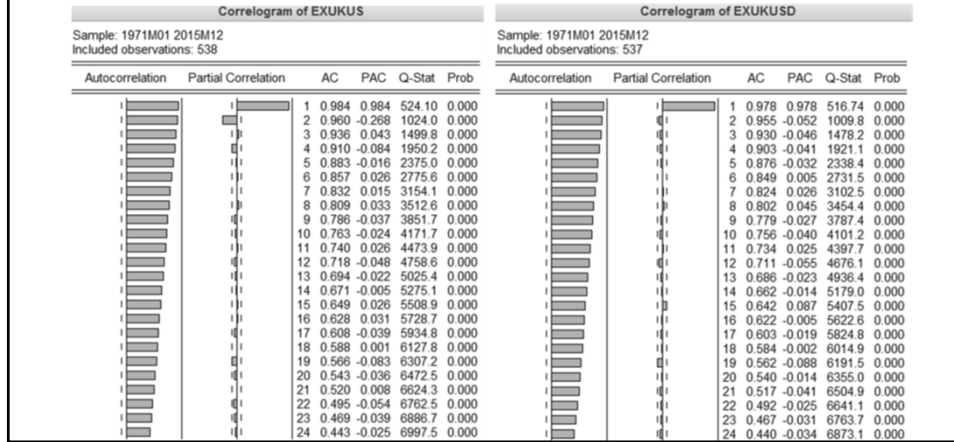 Correlogram of EXUKUS
Sample: 1971M01 2015M12
Included observations: 538
Autocorrelation Partial Correlation AC PAC Q-Stat Prob
1 0.984 0.984 524.10 0.000
2 0.960 -0.268 1024.0 0.000
3 0.936 0.043 1499.8 0.000
4 0.910 -0.084 1950.2 0.000
5 0.883 -0.016 2375.0 0.000
6 0.857 0.026 2775.6 0.000
7 0.832 0.015 3154.1 0.000
8 0.809 0.033 3512.6 0.000
9 0.786 -0.037 3851.7 0.000
10 0.763 -0.024 4171.7 0.000
11 0.740 0.026 4473.9 0.000
12 0.718 -0.048 4758.6 0.000
13 0.694 -0.022 5025.4 0.000
14 0.671 -0.005 5275.1 0.000
15 0.649 0.026 5508.9 0.000
16 0.628 0.031 5728.7 0.000
17 0.608 -0.039 5934.8 0.000
18 0.588 0.001 6127.8 0.000
19 0.566 -0.083 6307.2 0.000
20 0.543 -0.036 6472.5 0.000
21 0.520 0.008 6624.3 0.000
22 0.495 -0.054 6762.5 0.000
23 0.469 -0.039 6886.7 0.000
24 0.443 -0.025 6997.5 0.000
Correlogram of EXUKUSD
Sample: 1971M01 2015M12
Included observations: 537
Autocorrelation Partial Correlation AC PAC Q-Stat Prob
1 0.978 0.978 516.74 0.000
2 0.955 -0.052 1009.8 0.000
3 0.930 -0.046 1478.2 0.000
4 0.903 -0.041 1921.1 0.000
5 0.876 -0.032 2338.4 0.000
6 0.849 0.005 2731.5 0.000
7 0.824 0.026 3102.5 0.000
8 0.802 0.045 3454.4 0.000
9 0.779 -0.027 3787.4 0.000
10 0.756 -0.040 4101.2 0.000
11 0.734 0.025 4397.7 0.000
12 0.711 -0.055 4676.1 0.000
13 0.686 -0.023 4936.4 0.000
14 0.662 -0.014 5179.0 0.000
15 0.642 0.087 5407.5 0.000
16 0.622 -0.005 5622.6 0.000
17 0.603 -0.019 5824.8 0.000
18 0.584 -0.002 6014.9 0.000
19 0.562 -0.088 6191.5 0.000
20 0.540 -0.014 6355.0 0.000
21 0.517 -0.041 6504.9 0.000
22 0.492 -0.025 6641.1 0.000
23 0.467 -0.031 6763.7 0.000
24 0.440 -0.034 6873.1 0.000